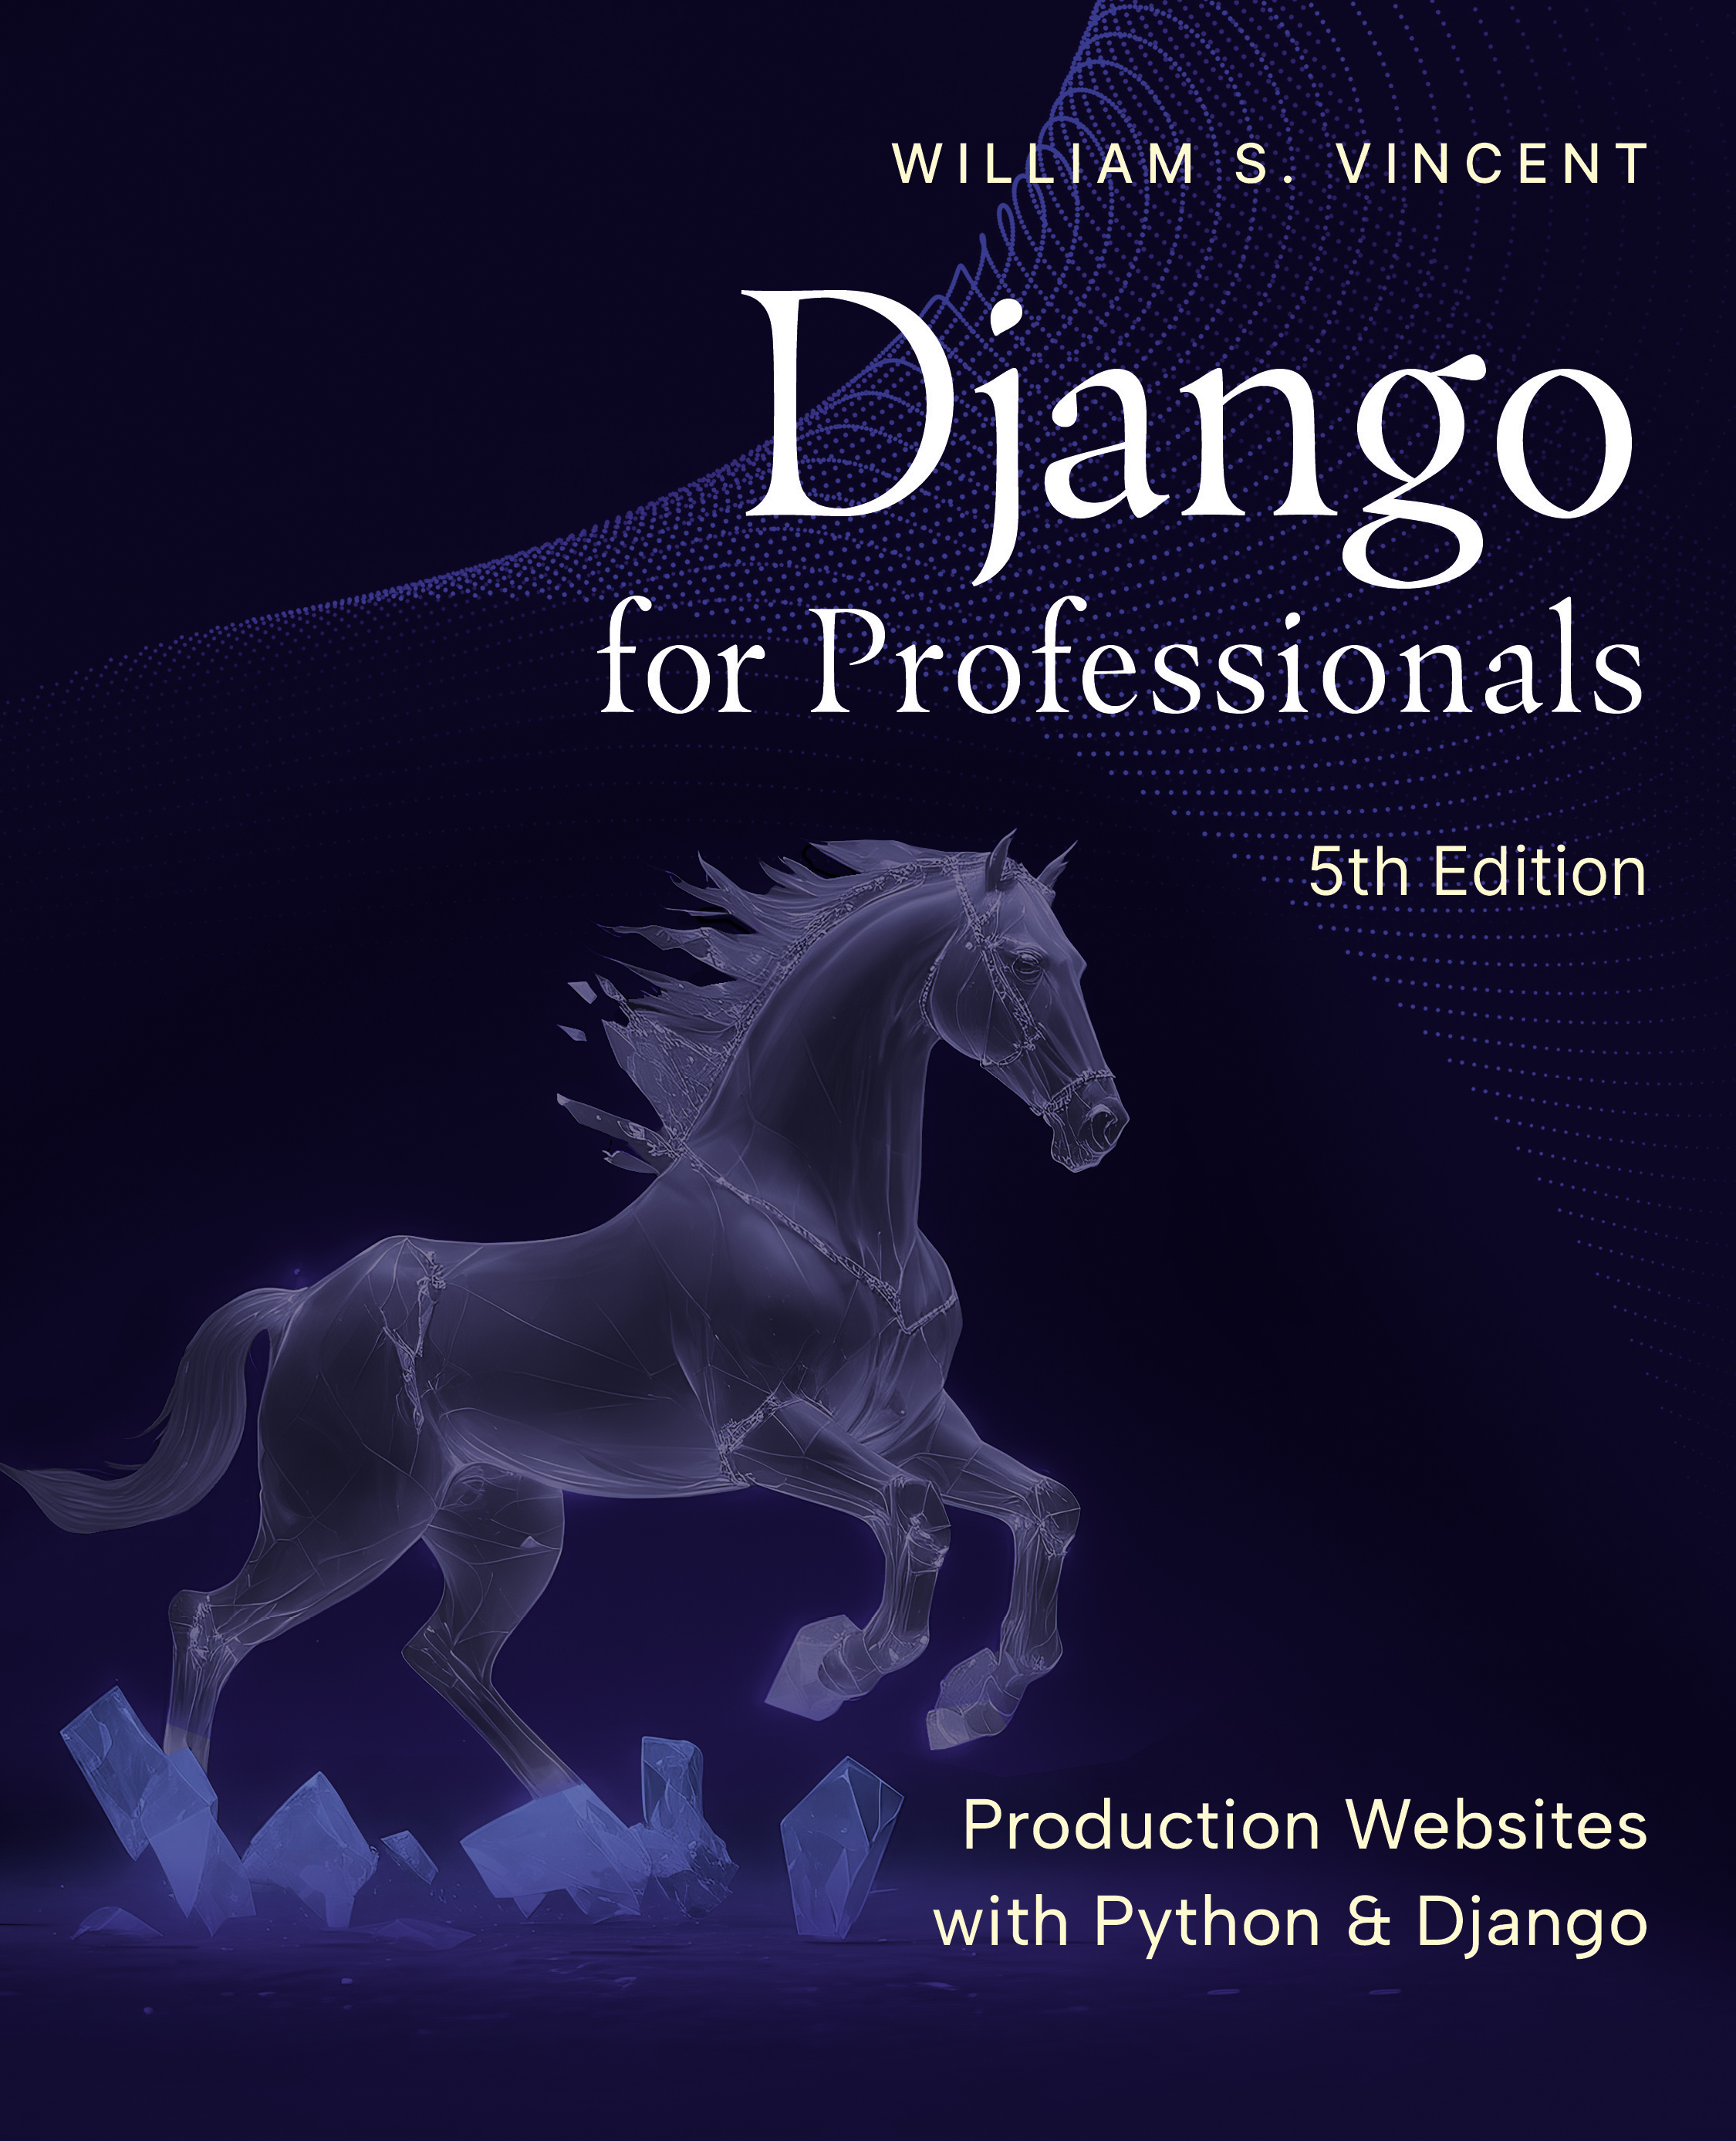 WILLIAM S. VINCENT
Django
for Professionals
5th Edition
Production Websites
with Python & Django